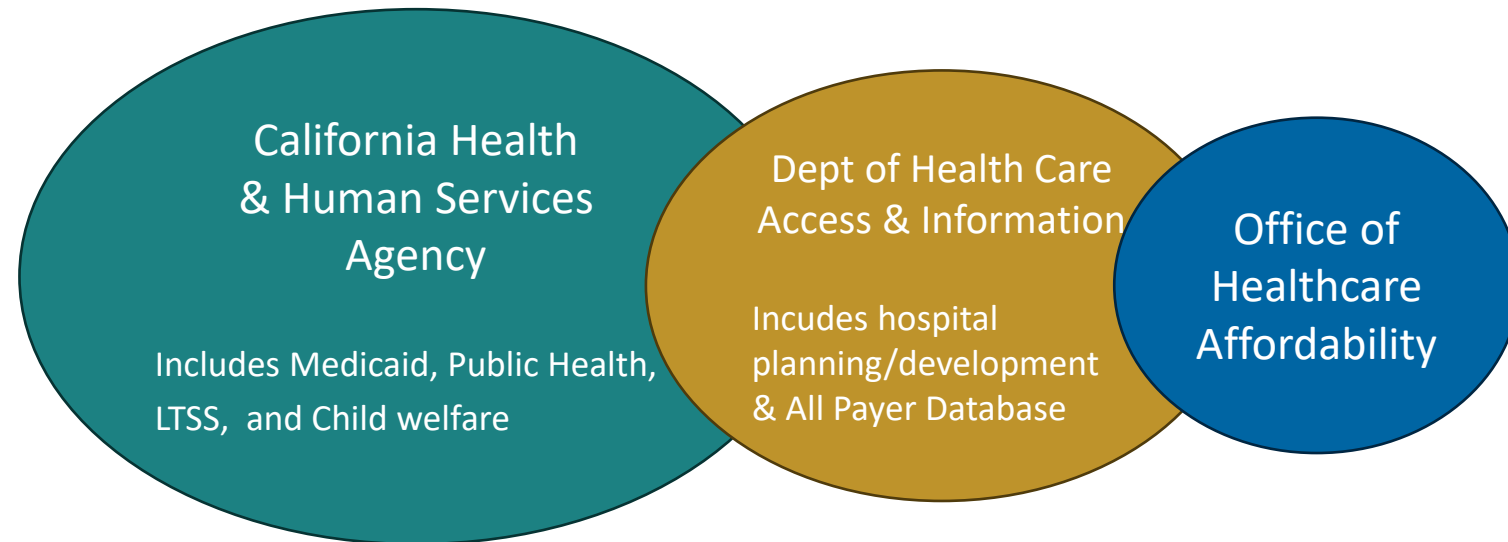 California Health
& Human Services
Agency
Includes Medicaid, Public Health,
LTSS, and Child welfare
Dept of Health Care
Access & Information
Incudes hospital
planning/development
& All Payer Database
Office of
Healthcare
Affordability